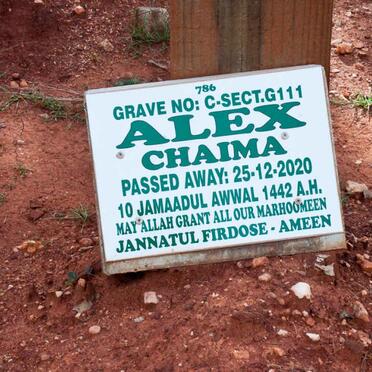 786
GRAVE NO: C-SECT.G111
ALEX
CHAIMA
PASSED AWAY: 25-12-2020
10 JAMAADUL AWWAL 1442 A.H.
MAY ALLAH GRANT ALL OUR MARHOOMEEN
JANNATUL FIRDOSE - AMEEN